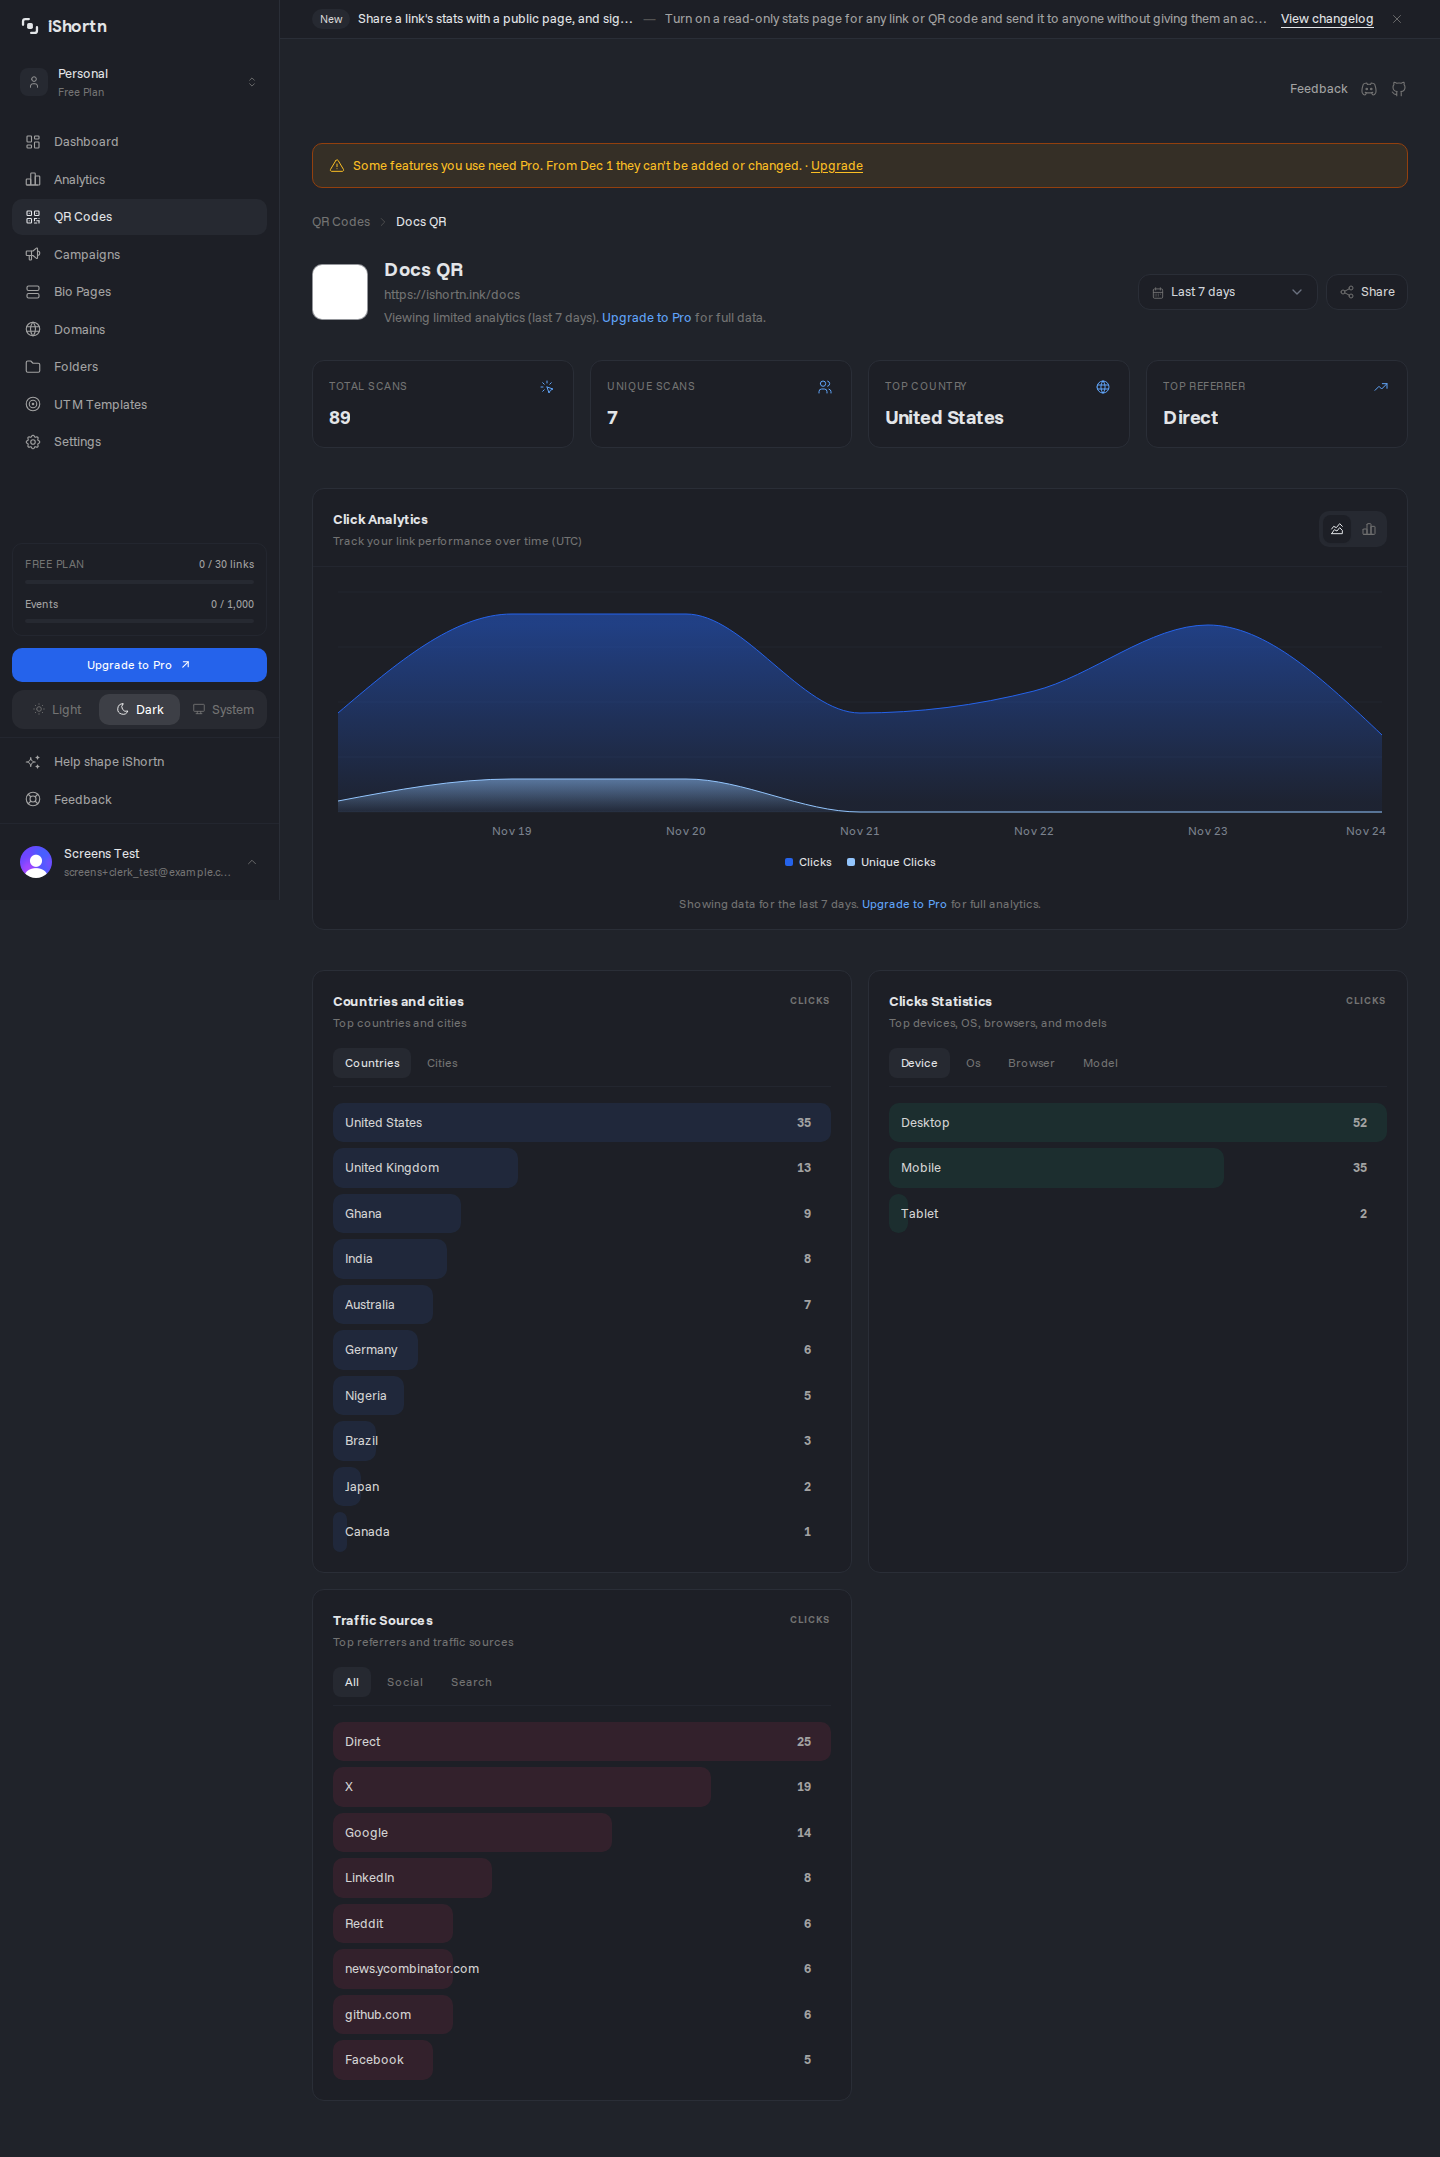 iShortn
Personal
Free Plan
Dashboard
Analytics
QR Codes
Campaigns
Bio Pages
Domains
Folders
UTM Templates
Settings
FREE PLAN 0 / 30 links
Events 0 / 1,000
Upgrade to Pro
Light Dark System
Help shape iShortn
Feedback
Screens Test
screens+clerk_test@example.c...
New Share a link's stats with a public page, and sig... — Turn on a read-only stats page for any link or QR code and send it to anyone without giving them an ac... View changelog
Feedback
Some features you use need Pro. From Dec 1 they can't be added or changed. · Upgrade
QR Codes Docs QR
Docs QR
https://ishortn.ink/docs
Viewing limited analytics (last 7 days). Upgrade to Pro for full data.
Last 7 days Share
TOTAL SCANS
89
UNIQUE SCANS
7
TOP COUNTRY
United States
TOP REFERRER
Direct
Click Analytics
Track your link performance over time (UTC)
Nov 19 Nov 20 Nov 21 Nov 22 Nov 23 Nov 24
Clicks Unique Clicks
Showing data for the last 7 days. Upgrade to Pro for full analytics.
Countries and cities CLICKS
Top countries and cities
Countries Cities
United States 35
United Kingdom 13
Ghana 9
India 8
Australia 7
Germany 6
Nigeria 5
Brazil 3
Japan 2
Canada 1
Clicks Statistics CLICKS
Top devices, OS, browsers, and models
Device Os Browser Model
Desktop 52
Mobile 35
Tablet 2
Traffic Sources CLICKS
Top referrers and traffic sources
All Social Search
Direct 25
X 19
Google 14
LinkedIn 8
Reddit 6
news.ycombinator.com 6
github.com 6
Facebook 5